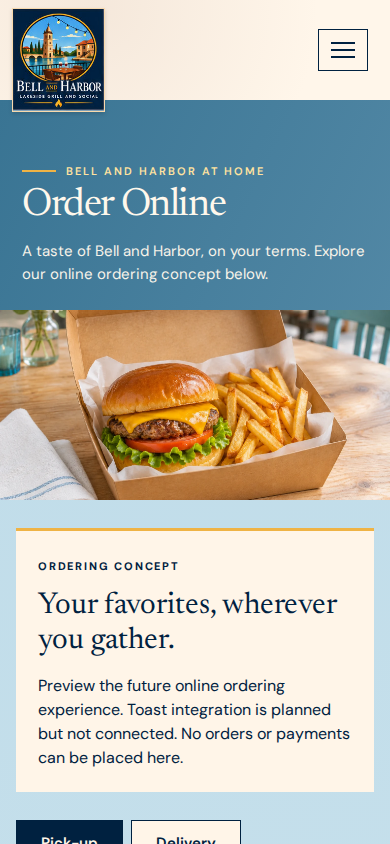 BELL AND HARBOR
LAKESIDE GRILL AND SOCIAL
BELL AND HARBOR AT HOME
Order Online
A taste of Bell and Harbor, on your terms. Explore
our online ordering concept below.
ORDERING CONCEPT
Your favorites, wherever
you gather.
Preview the future online ordering
experience. Toast integration is planned
but not connected. No orders or payments
can be placed here.
Pick-up Delivery